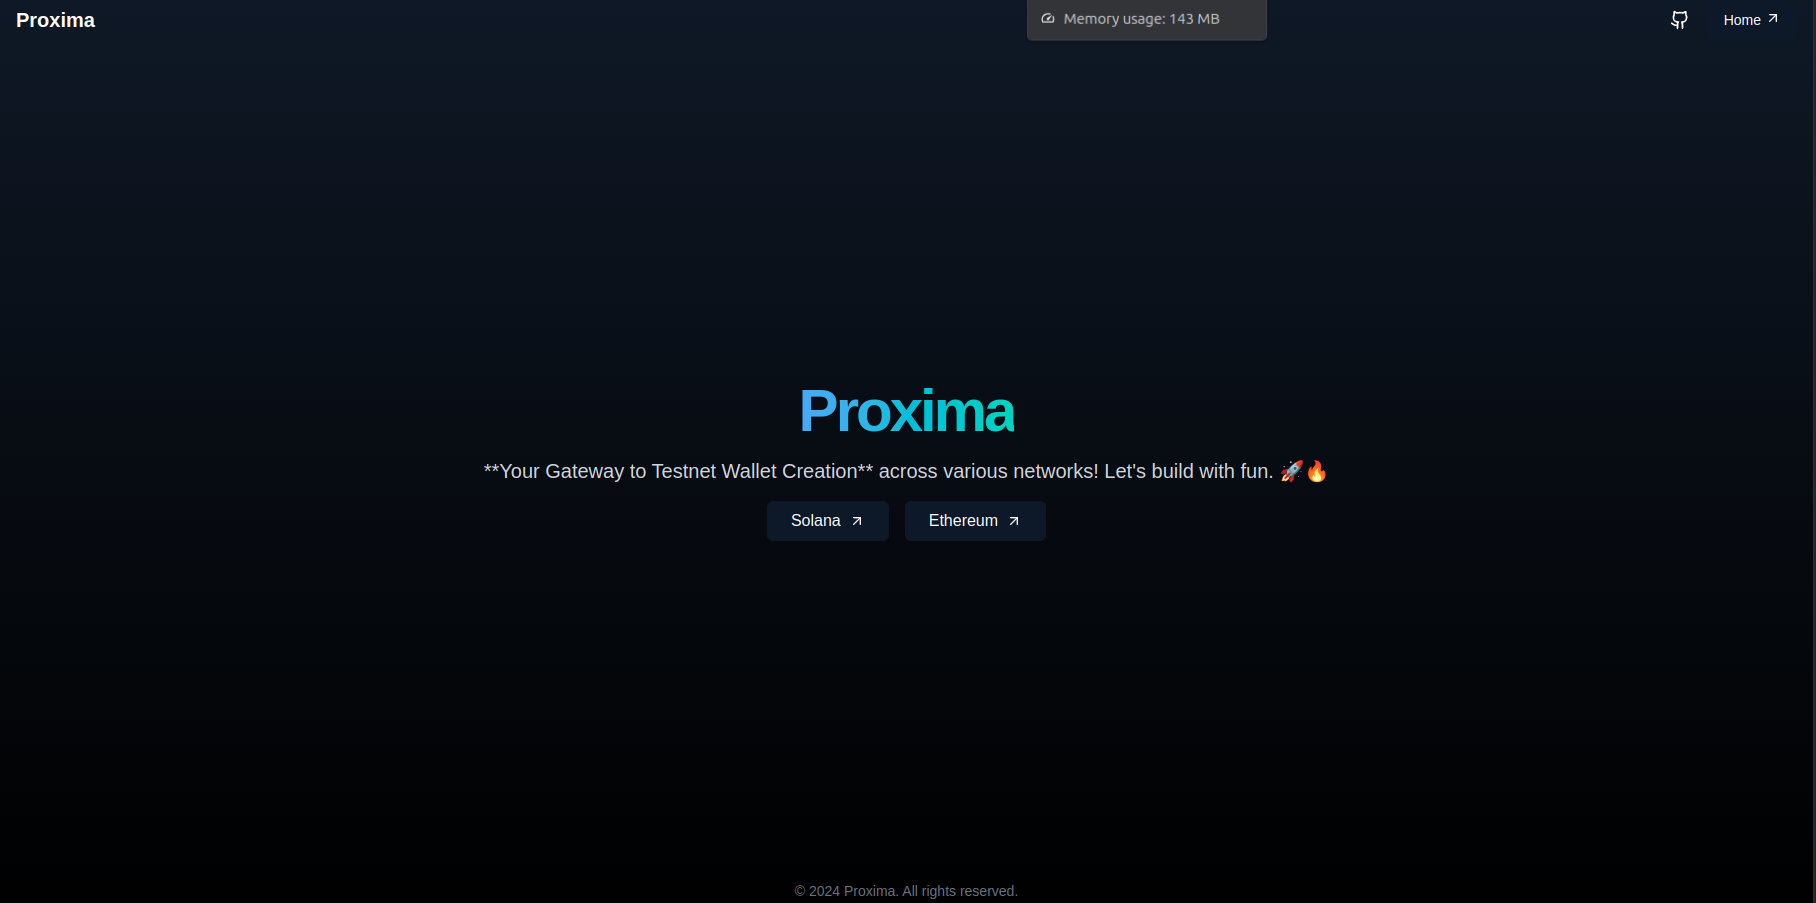 Proxima
Memory usage: 143 MB
Home
Proxima
**Your Gateway to Testnet Wallet Creation** across various networks! Let's build with fun. 🚀🔥
Solana
Ethereum
© 2024 Proxima. All rights reserved.